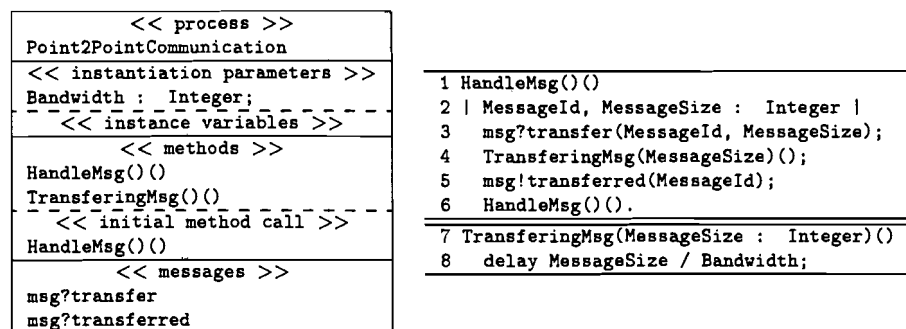 << process >>
Point2PointCommunication
<< instantiation parameters >>
Bandwidth : Integer;
<< instance variables >>
<< methods >>
HandleMsg()()
TransferingMsg()()
<< initial method call >>
HandleMsg()()
<< messages >>
msg?transfer
msg?transferred
1 HandleMsg()()
2 | MessageId, MessageSize : Integer |
3 msg?transfer(MessageId, MessageSize);
4 TransferingMsg(MessageSize)();
5 msg!transferred(MessageId);
6 HandleMsg()().
7 TransferingMsg(MessageSize : Integer)()
8 delay MessageSize / Bandwidth;